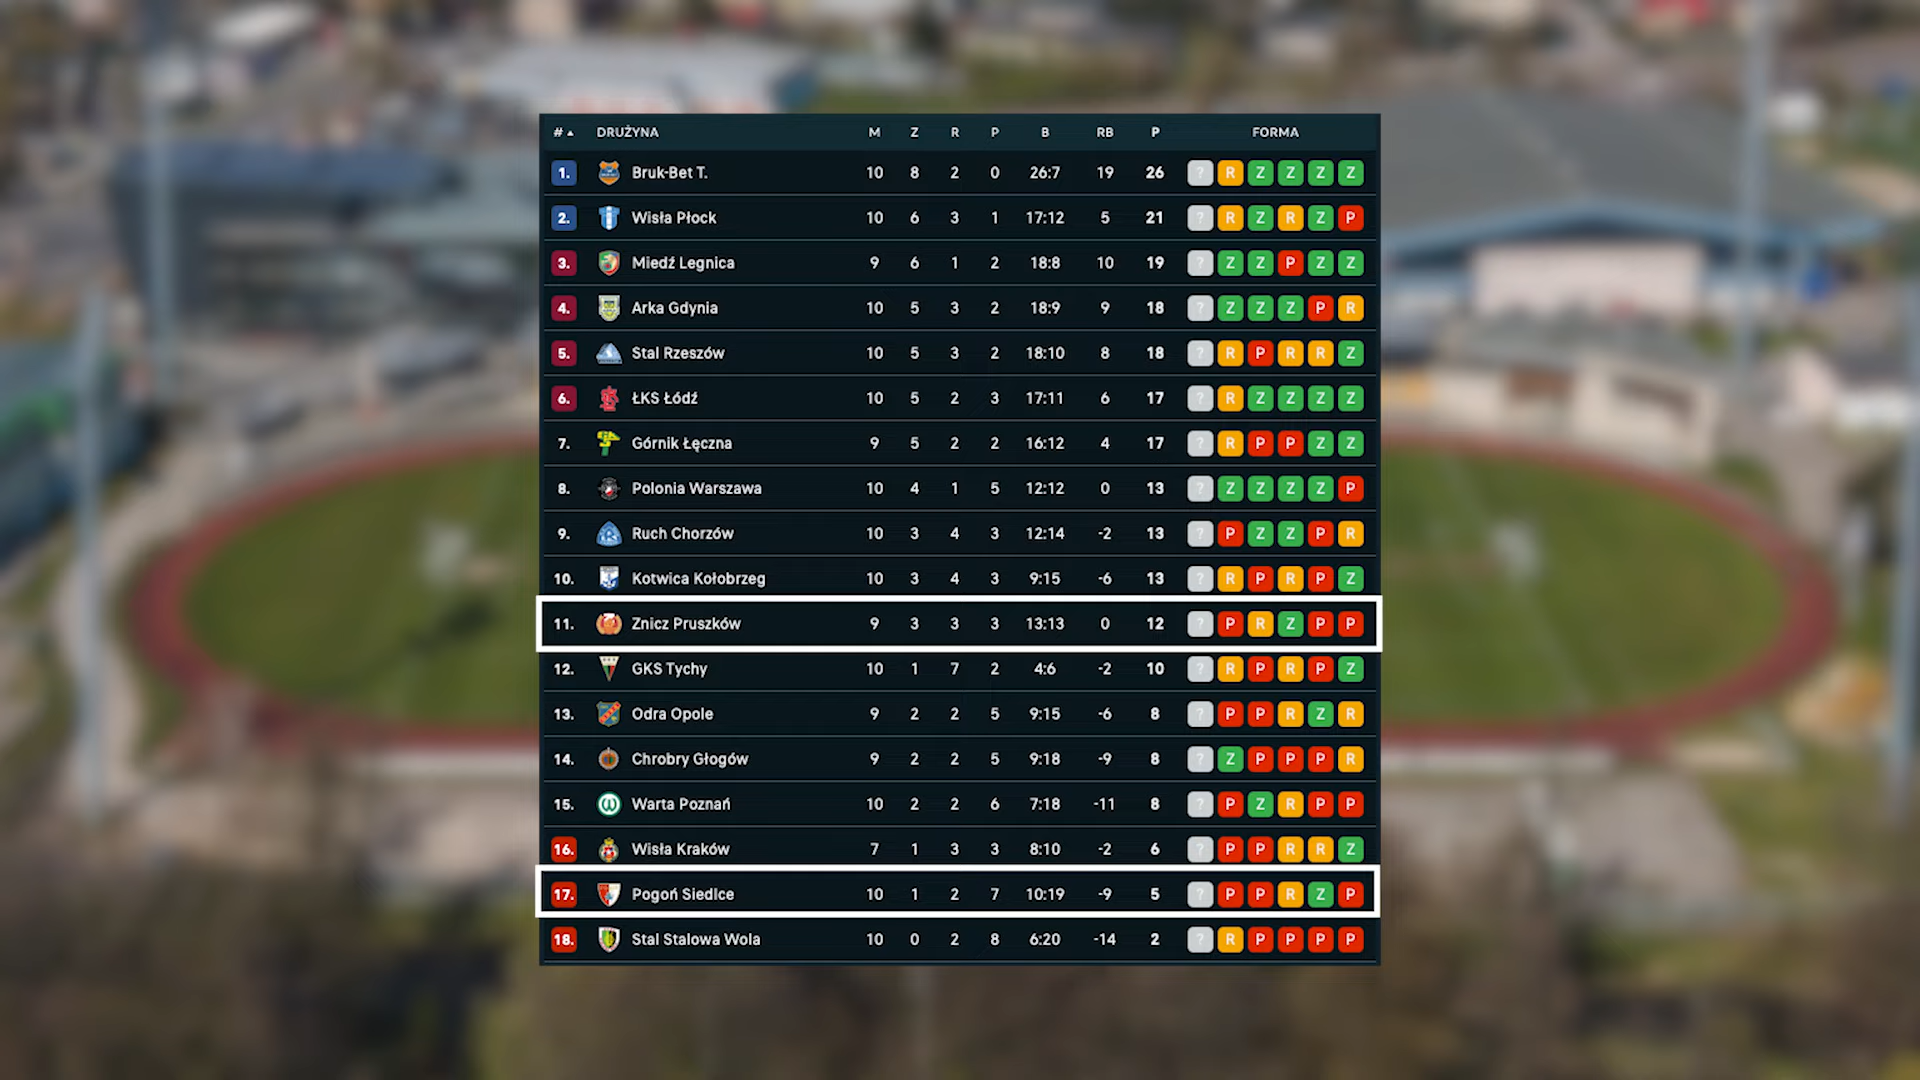 # ▲ DRUŻYNA M Z R P B RB P FORMA
1. Bruk-Bet T. 10 8 2 0 26:7 19 26 ? R Z Z Z Z
2. Wisła Płock 10 6 3 1 17:12 5 21 ? R Z R Z P
3. Miedź Legnica 9 6 1 2 18:8 10 19 ? Z Z P Z Z
4. Arka Gdynia 10 5 3 2 18:9 9 18 ? Z Z Z P R
5. Stal Rzeszów 10 5 3 2 18:10 8 18 ? R P R R Z
6. ŁKS Łódź 10 5 2 3 17:11 6 17 ? R Z Z Z Z
7. Górnik Łęczna 9 5 2 2 16:12 4 17 ? R P P Z Z
8. Polonia Warszawa 10 4 1 5 12:12 0 13 ? Z Z Z Z P
9. Ruch Chorzów 10 3 4 3 12:14 -2 13 ? P Z Z P R
10. Kotwica Kołobrzeg 10 3 4 3 9:15 -6 13 ? R P R P Z
11. Znicz Pruszków 9 3 3 3 13:13 0 12 ? P R Z P P
12. GKS Tychy 10 1 7 2 4:6 -2 10 ? R P R P Z
13. Odra Opole 9 2 2 5 9:15 -6 8 ? P P R Z R
14. Chrobry Głogów 9 2 2 5 9:18 -9 8 ? Z P P P R
15. Warta Poznań 10 2 2 6 7:18 -11 8 ? P Z R P P
16. Wisła Kraków 7 1 3 3 8:10 -2 6 ? P P R R Z
17. Pogoń Siedlce 10 1 2 7 10:19 -9 5 ? P P R Z P
18. Stal Stalowa Wola 10 0 2 8 6:20 -14 2 ? R P P P P